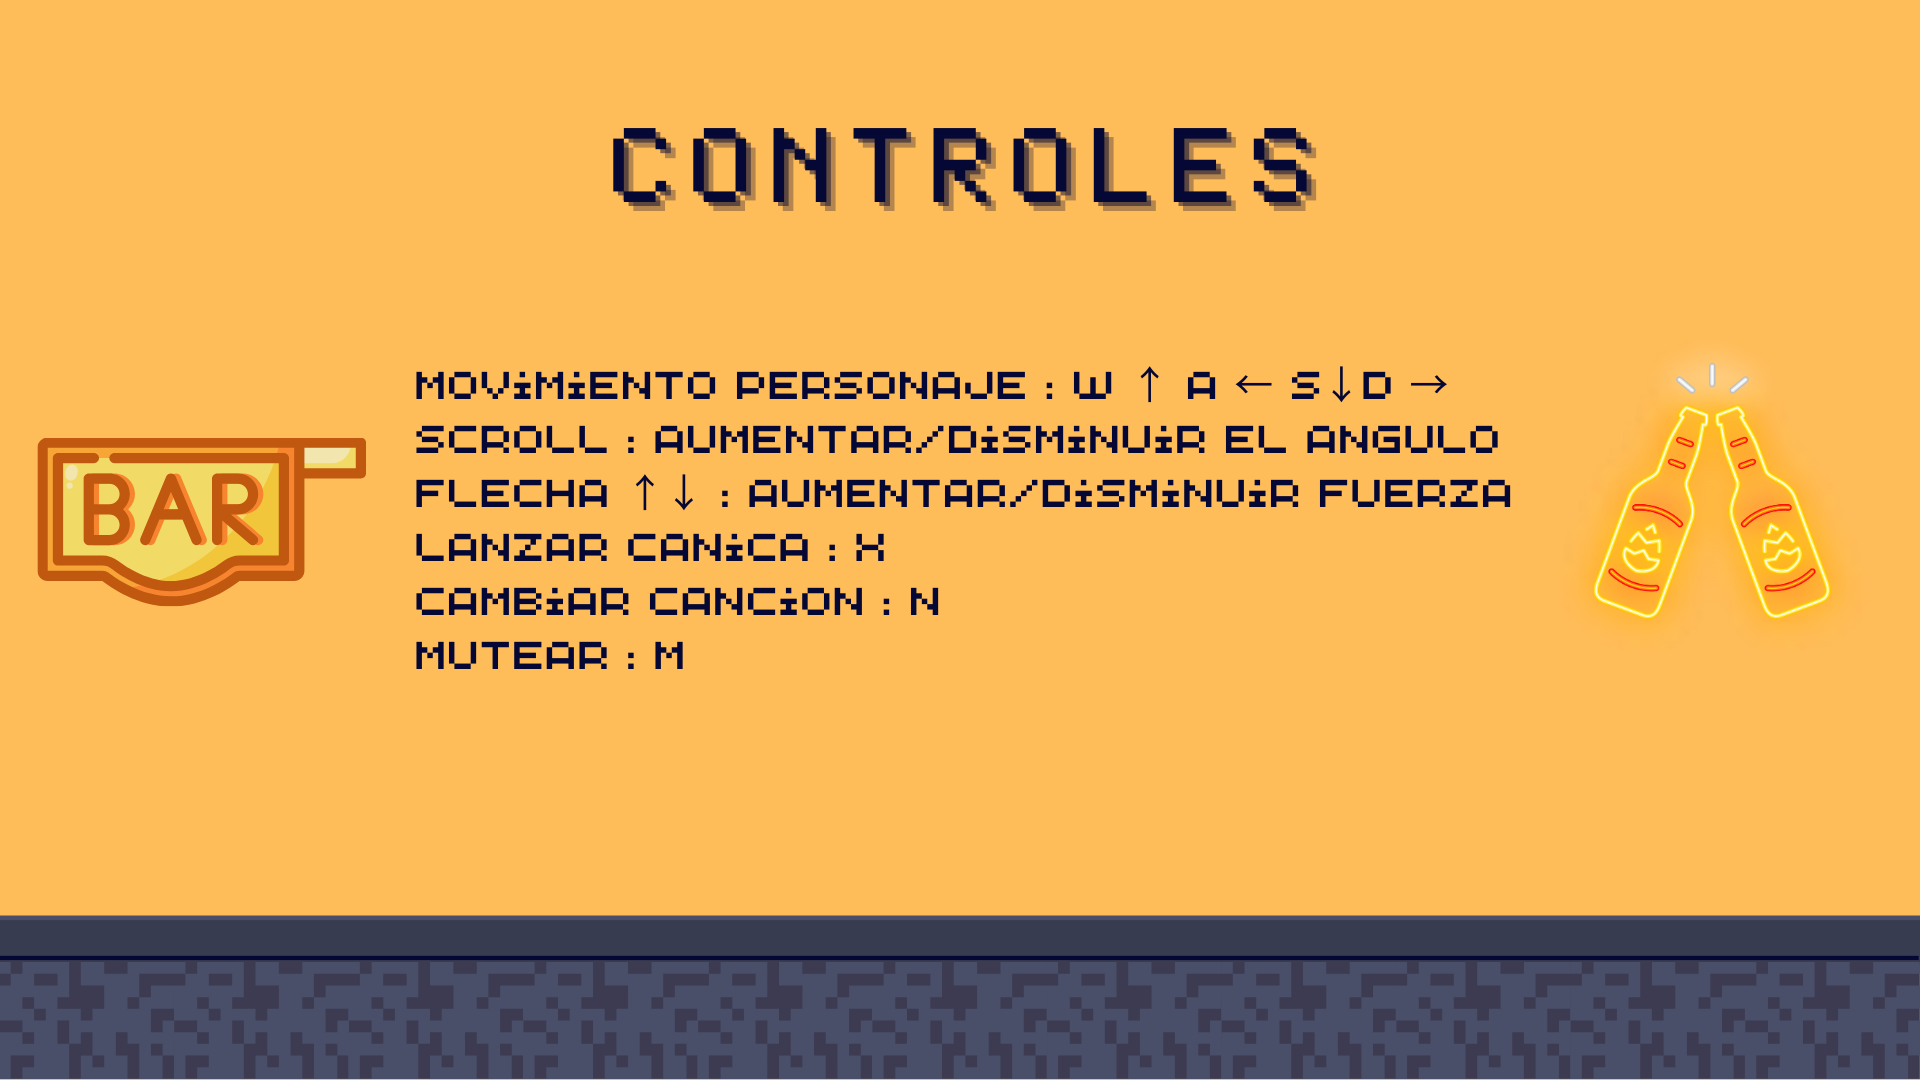 CONTROLES
MOViMiENTO PERSONAJE : W ↑ A ← S↓D →
SCROLL : AUMENTAR/DiSMiNUiR EL ANGULO
FLECHA ↑↓ : AUMENTAR/DiSMiNUiR FUERZA
BAR
LANZAR CANiCA : X
CAMBiAR CANCiON : N
MUTEAR : M